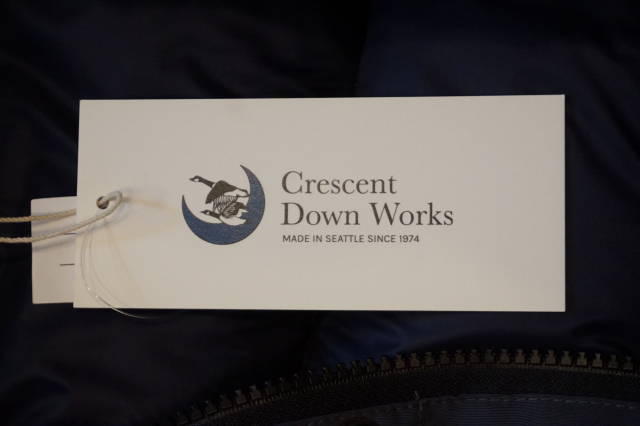 Crescent
Down Works
MADE IN SEATTLE SINCE 1974